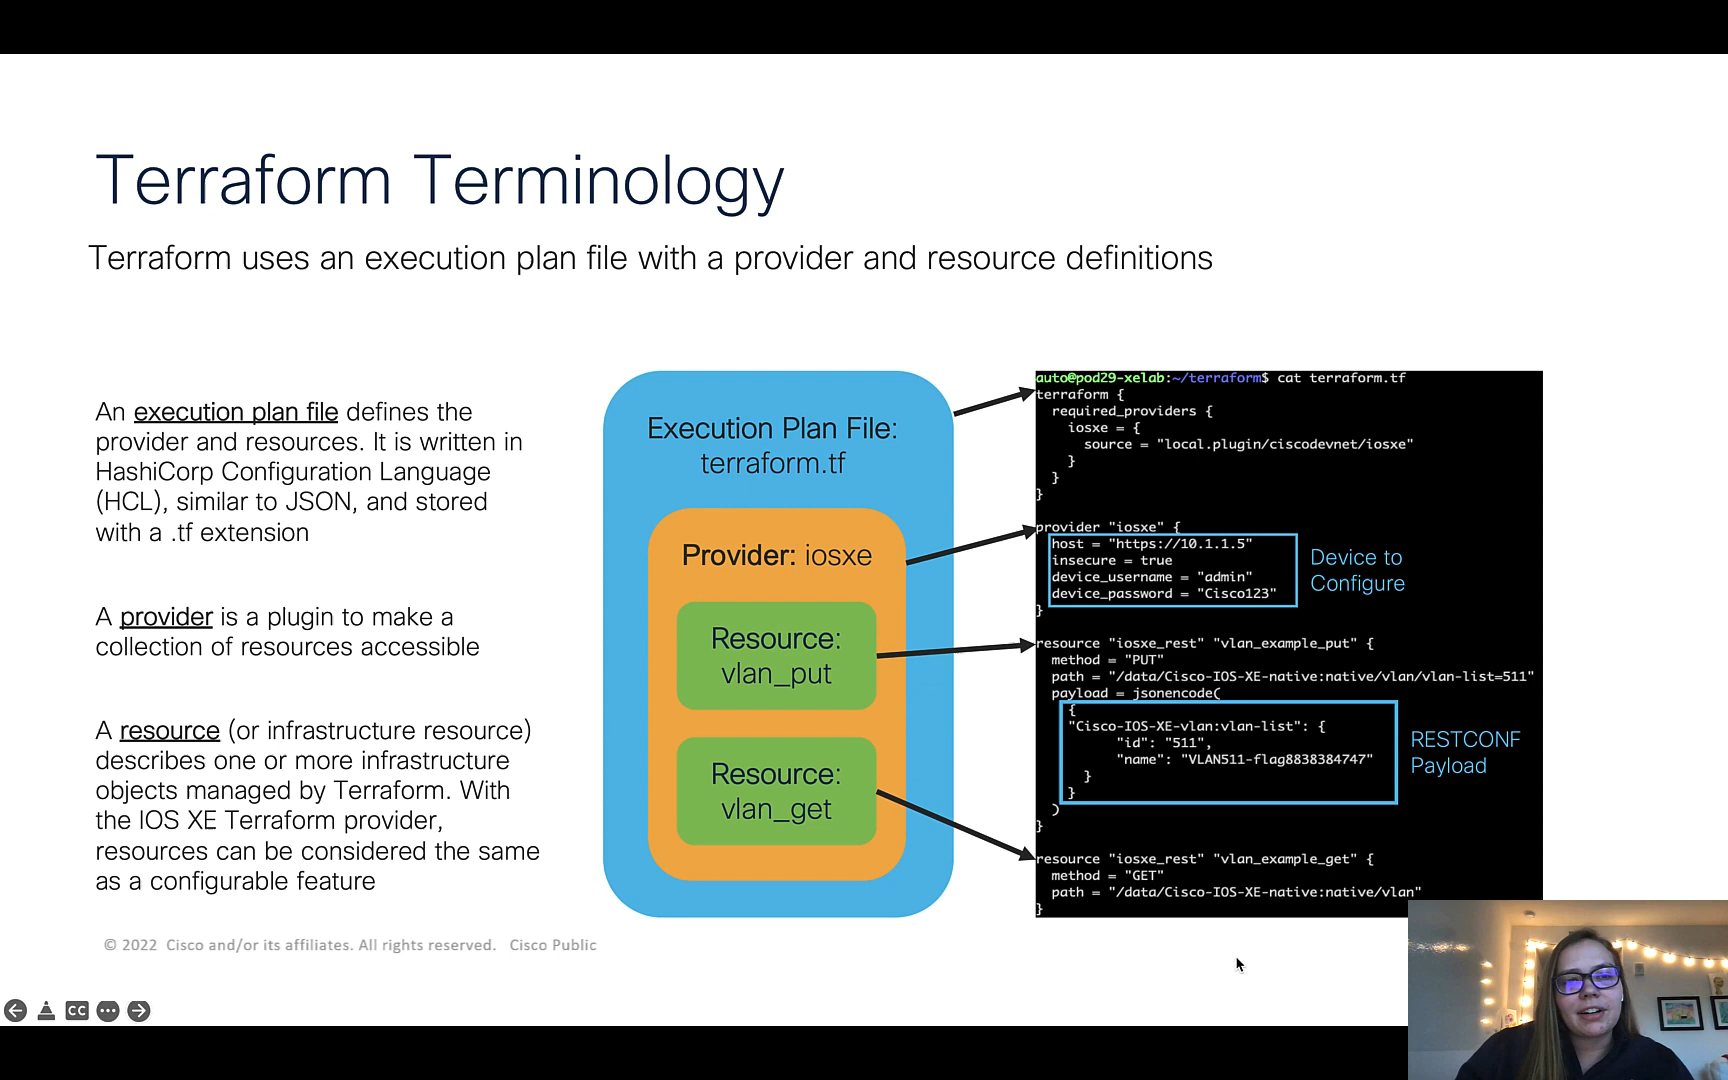 Terraform Terminology
Terraform uses an execution plan file with a provider and resource definitions
An execution plan file defines the
provider and resources. It is written in
HashiCorp Configuration Language
(HCL), similar to JSON, and stored
with a .tf extension
A provider is a plugin to make a
collection of resources accessible
A resource (or infrastructure resource)
describes one or more infrastructure
objects managed by Terraform. With
the IOS XE Terraform provider,
resources can be considered the same
as a configurable feature
Execution Plan File:
terraform.tf
Provider: iosxe
Resource:
vlan_put
Resource:
vlan_get
auto@pod29-xelab:~/terraform$ cat terraform.tf
terraform {
  required_providers {
    iosxe = {
      source = "local.plugin/ciscodevnet/iosxe"
    }
  }
}
provider "iosxe" {
  host = "https://10.1.1.5"
  insecure = true
  device_username = "admin"
  device_password = "Cisco123"
}
Device to
Configure
resource "iosxe_rest" "vlan_example_put" {
  method = "PUT"
  path = "/data/Cisco-IOS-XE-native:native/vlan/vlan-list=511"
  payload = jsonencode(
    {
    "Cisco-IOS-XE-vlan:vlan-list": {
          "id": "511",
          "name": "VLAN511-flag8838384747"
      }
    }
  )
}
RESTCONF
Payload
resource "iosxe_rest" "vlan_example_get" {
  method = "GET"
  path = "/data/Cisco-IOS-XE-native:native/vlan"
}
© 2022 Cisco and/or its affiliates. All rights reserved. Cisco Public
CC